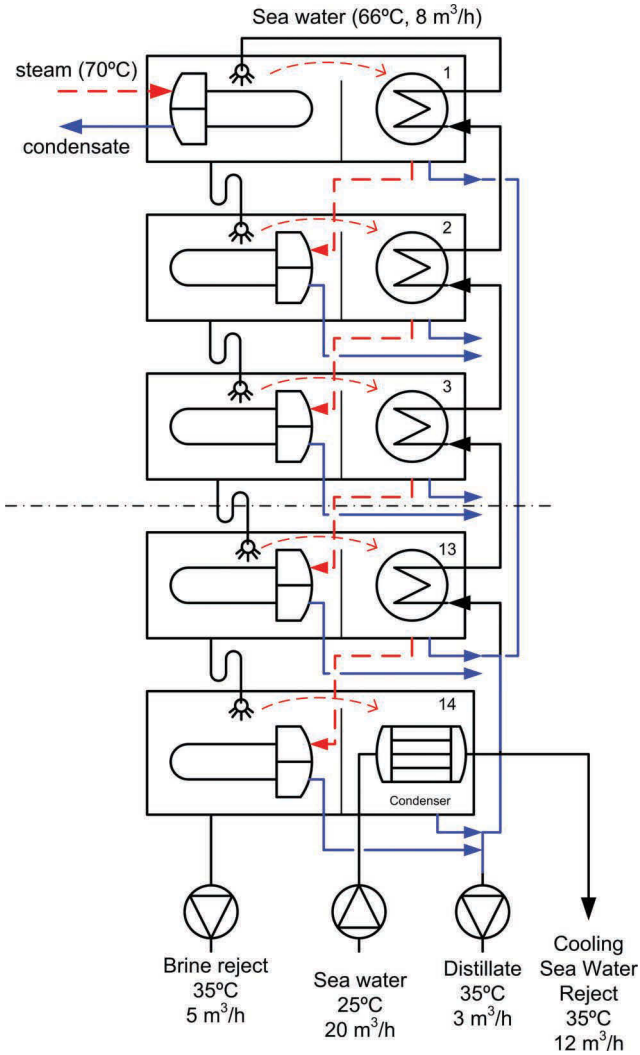 Sea water (66ºC, 8 m³/h)
steam (70ºC)
condensate
1
2
3
13
14
Condenser
Brine reject
35ºC
5 m³/h
Sea water
25ºC
20 m³/h
Distillate
35ºC
3 m³/h
Cooling
Sea Water
Reject
35ºC
12 m³/h